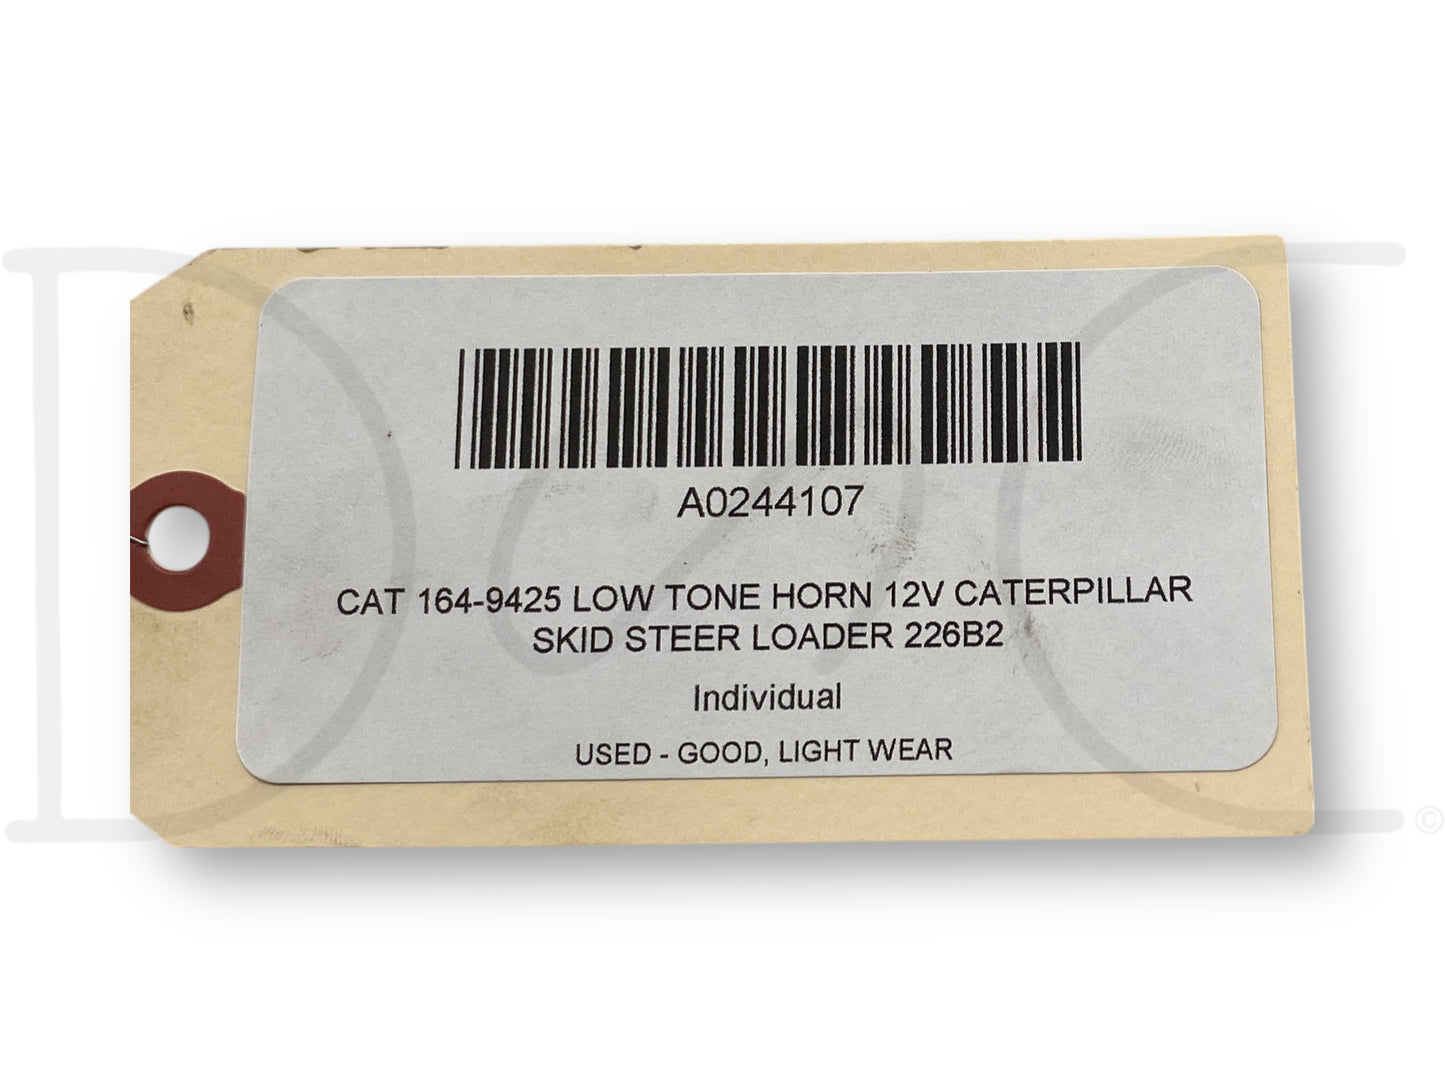 A0244107
CAT 164-9425 LOW TONE HORN 12V CATERPILLAR
SKID STEER LOADER 226B2
Individual
USED - GOOD, LIGHT WEAR
©